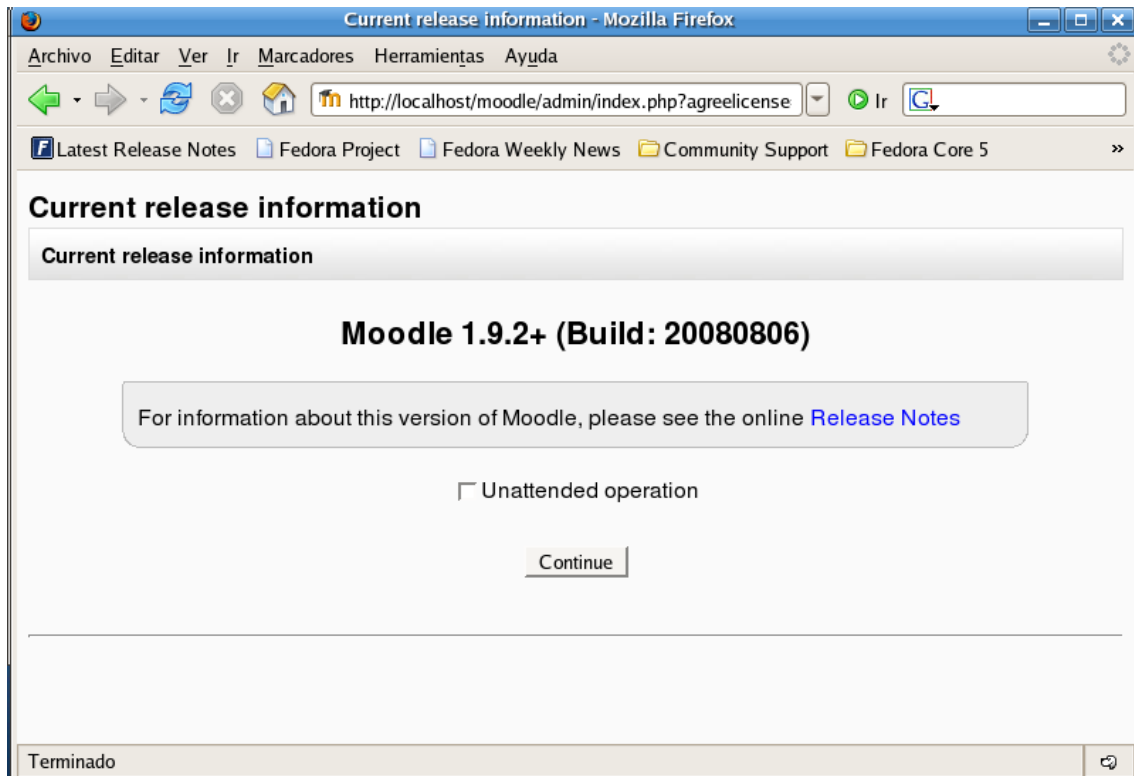 Current release information - Mozilla Firefox
Archivo Editar Ver Ir Marcadores Herramientas Ayuda
http://localhost/moodle/admin/index.php?agreelicense Ir G
Latest Release Notes Fedora Project Fedora Weekly News Community Support Fedora Core 5 »
Current release information
Current release information
Moodle 1.9.2+ (Build: 20080806)
For information about this version of Moodle, please see the online Release Notes
Unattended operation
Continue
Terminado